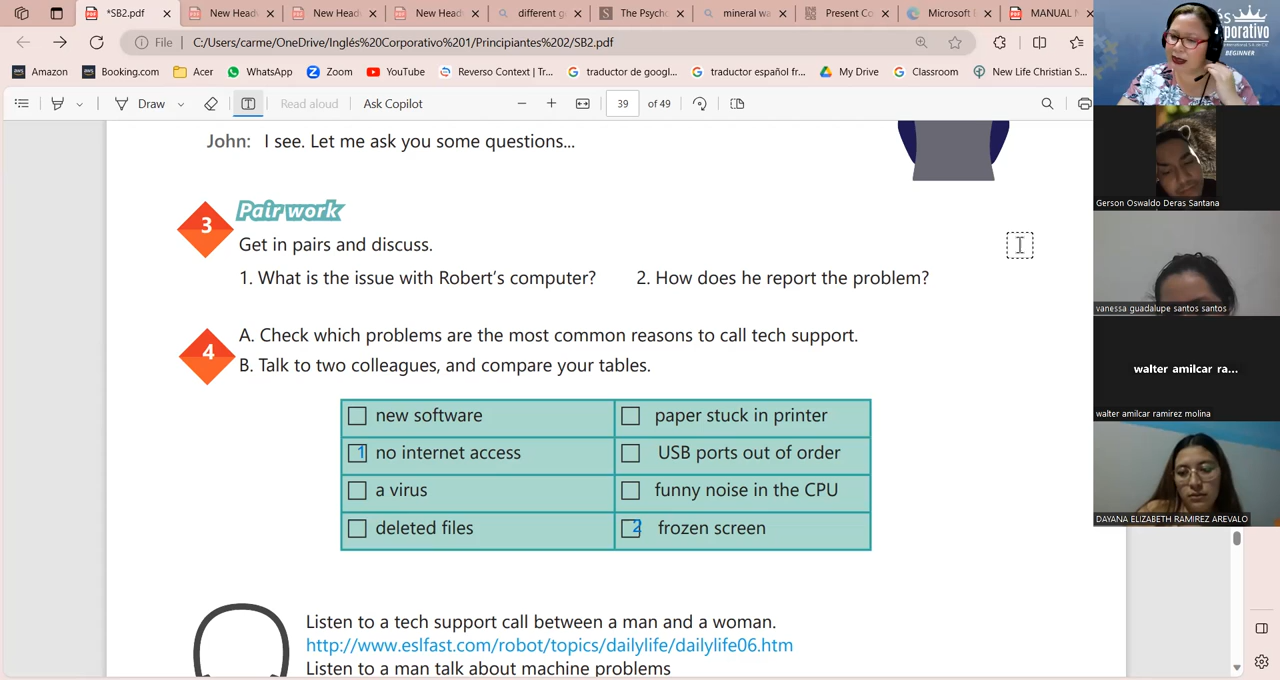 *SB2.pdf
New Head
New Head
New Head
different g
The Psych
mineral wa
Present Co
Microsoft E
MANUAL N
File
C:/Users/carme/OneDrive/Inglés%20Corporativo%201/Principiantes%202/SB2.pdf
Amazon
Booking.com
Acer
WhatsApp
Zoom
YouTube
Reverso Context | Tr...
traductor de googl...
traductor español fr...
My Drive
Classroom
New Life Christian S...
Draw
Read aloud
Ask Copilot
39 of 49
John: I see. Let me ask you some questions...
3
Pair work
Get in pairs and discuss.
1. What is the issue with Robert's computer?
2. How does he report the problem?
4
A. Check which problems are the most common reasons to call tech support.
B. Talk to two colleagues, and compare your tables.
new software
paper stuck in printer
1 no internet access
USB ports out of order
a virus
funny noise in the CPU
deleted files
2 frozen screen
Listen to a tech support call between a man and a woman.
http://www.eslfast.com/robot/topics/dailylife/dailylife06.htm
Listen to a man talk about machine problems
és
orporativo
BEGINNER
Gerson Oswaldo Deras Santana
vanessa guadalupe santos santos
walter amilcar ra...
walter amilcar ramirez molina
DAYANA ELIZABETH RAMIREZ AREVALO